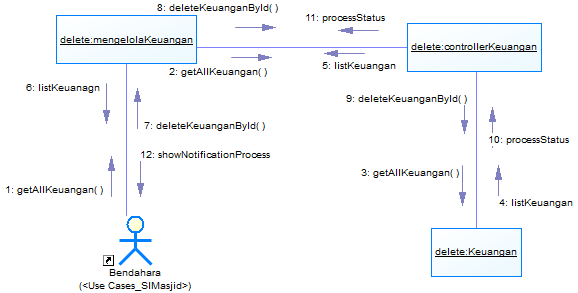 8: deleteKeuanganById( )
11: processStatus
delete:mengelolaKeuangan
delete:controllerKeuangan
2: getAllKeuangan( )
5: listKeuangan
6: listKeuanagn
9: deleteKeuanganById( )
7: deleteKeuanganById( )
10: processStatus
12: showNotificationProcess
3: getAllKeuangan( )
1: getAllKeuangan( )
4: listKeuangan
delete:Keuangan
Bendahara
(<Use Cases_SIMasjid>)